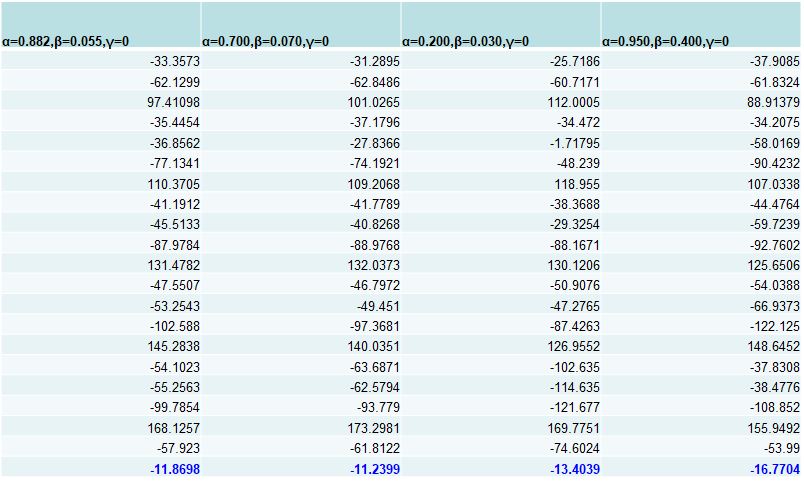 α=0.882,β=0.055,γ=0 α=0.700,β=0.070,γ=0 α=0.200,β=0.030,γ=0 α=0.950,β=0.400,γ=0
-33.3573 -31.2895 -25.7186 -37.9085
-62.1299 -62.8486 -60.7171 -61.8324
97.41098 101.0265 112.0005 88.91379
-35.4454 -37.1796 -34.472 -34.2075
-36.8562 -27.8366 -1.71795 -58.0169
-77.1341 -74.1921 -48.239 -90.4232
110.3705 109.2068 118.955 107.0338
-41.1912 -41.7789 -38.3688 -44.4764
-45.5133 -40.8268 -29.3254 -59.7239
-87.9784 -88.9768 -88.1671 -92.7602
131.4782 132.0373 130.1206 125.6506
-47.5507 -46.7972 -50.9076 -54.0388
-53.2543 -49.451 -47.2765 -66.9373
-102.588 -97.3681 -87.4263 -122.125
145.2838 140.0351 126.9552 148.6452
-54.1023 -63.6871 -102.635 -37.8308
-55.2563 -62.5794 -114.635 -38.4776
-99.7854 -93.779 -121.677 -108.852
168.1257 173.2981 169.7751 155.9492
-57.923 -61.8122 -74.6024 -53.99
-11.8698 -11.2399 -13.4039 -16.7704